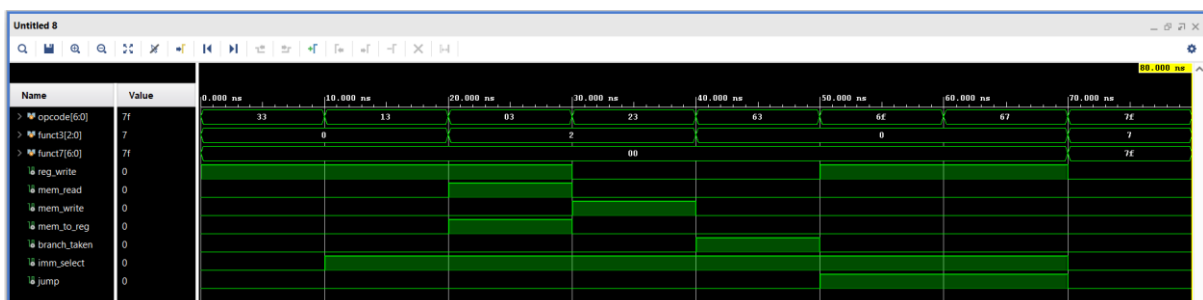 Untitled 8
80.000 ns
Name Value 0.000 ns 10.000 ns 20.000 ns 30.000 ns 40.000 ns 50.000 ns 60.000 ns 70.000 ns
opcode[6:0] 7f 33 13 03 23 63 6f 67 7f
funct3[2:0] 7 0 2 0 7
funct7[6:0] 7f 00 7f
reg_write 0
mem_read 0
mem_write 0
mem_to_reg 0
branch_taken 0
imm_select 0
jump 0